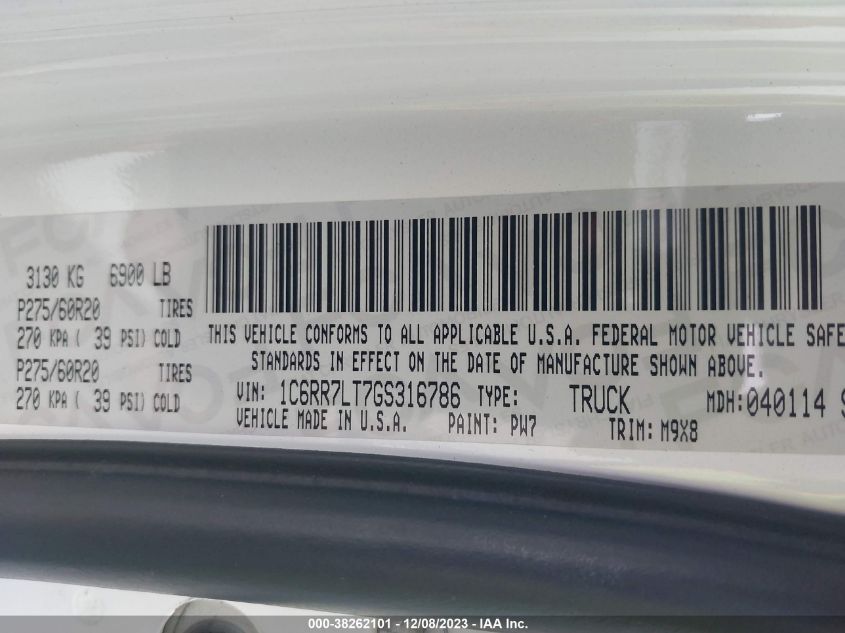 3130 KG 6900 LB
P275/60R20 TIRES
270 KPA ( 39 PSI) COLD
P275/60R20 TIRES
270 KPA ( 39 PSI) COLD
THIS VEHICLE CONFORMS TO ALL APPLICABLE U.S.A. FEDERAL MOTOR VEHICLE SAFE
STANDARDS IN EFFECT ON THE DATE OF MANUFACTURE SHOWN ABOVE.
VIN: 1C6RR7LT7GS316786 TYPE: TRUCK MDH: 040114 S
VEHICLE MADE IN U.S.A. PAINT: PW7 TRIM: M9X8
000-38262101 - 12/08/2023 - IAA Inc.